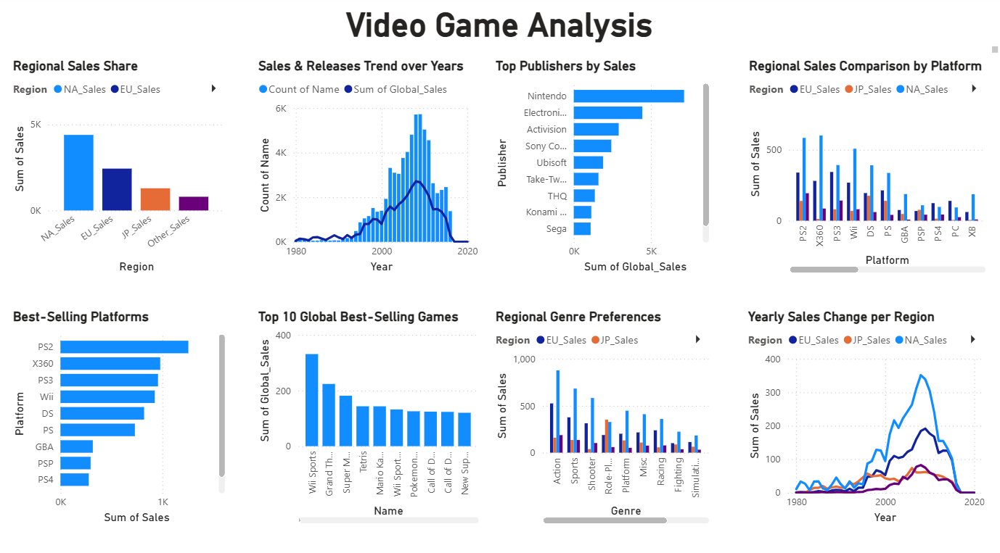 Video Game Analysis
Regional Sales Share
Region NA_Sales EU_Sales
Sum of Sales
5K
0K
NA_Sales
EU_Sales
JP_Sales
Other_Sales
Region
Sales & Releases Trend over Years
Count of Name Sum of Global_Sales
Count of Name
6K
4K
2K
0K
1980 2000 2020
Year
Top Publishers by Sales
Publisher
Nintendo
Electroni...
Activision
Sony Co...
Ubisoft
Take-Tw...
THQ
Konami ...
Sega
0K 5K
Sum of Global_Sales
Regional Sales Comparison by Platform
Region EU_Sales JP_Sales NA_Sales
Sum of Sales
500
0
PS2
X360
PS3
Wii
DS
PS
GBA
PSP
PS4
PC
XB
Platform
Best-Selling Platforms
Platform
PS2
X360
PS3
Wii
DS
PS
GBA
PSP
PS4
0K 1K
Sum of Sales
Top 10 Global Best-Selling Games
Sum of Global_Sales
400
200
0
Wii Sports
Grand Th...
Super M...
Tetris
Mario Ka...
Wii Sport...
Pokemon...
Call of D...
Call of D...
New Sup...
Name
Regional Genre Preferences
Region EU_Sales JP_Sales
Sum of Sales
1,000
500
0
Action
Sports
Shooter
Role-Pl...
Platform
Misc
Racing
Fighting
Simulati...
Genre
Yearly Sales Change per Region
Region EU_Sales JP_Sales NA_Sales
Sum of Sales
400
300
200
100
0
1980 2000 2020
Year